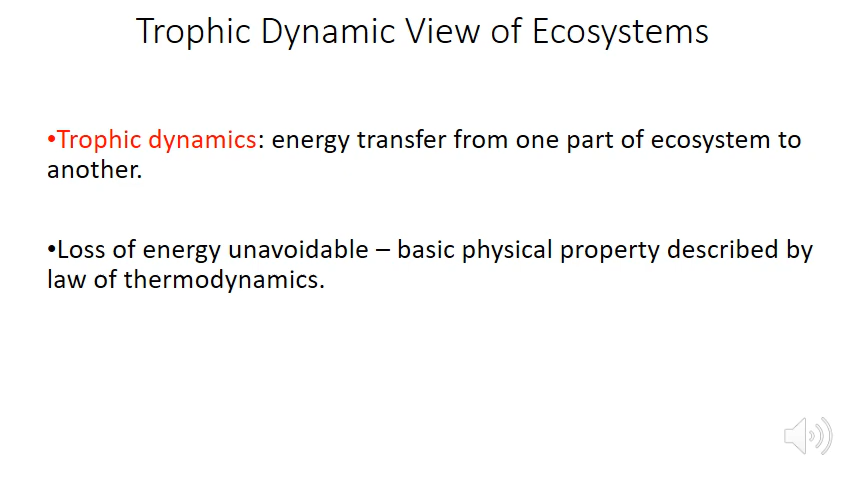 Trophic Dynamic View of Ecosystems
•Trophic dynamics: energy transfer from one part of ecosystem to
another.
•Loss of energy unavoidable – basic physical property described by
law of thermodynamics.